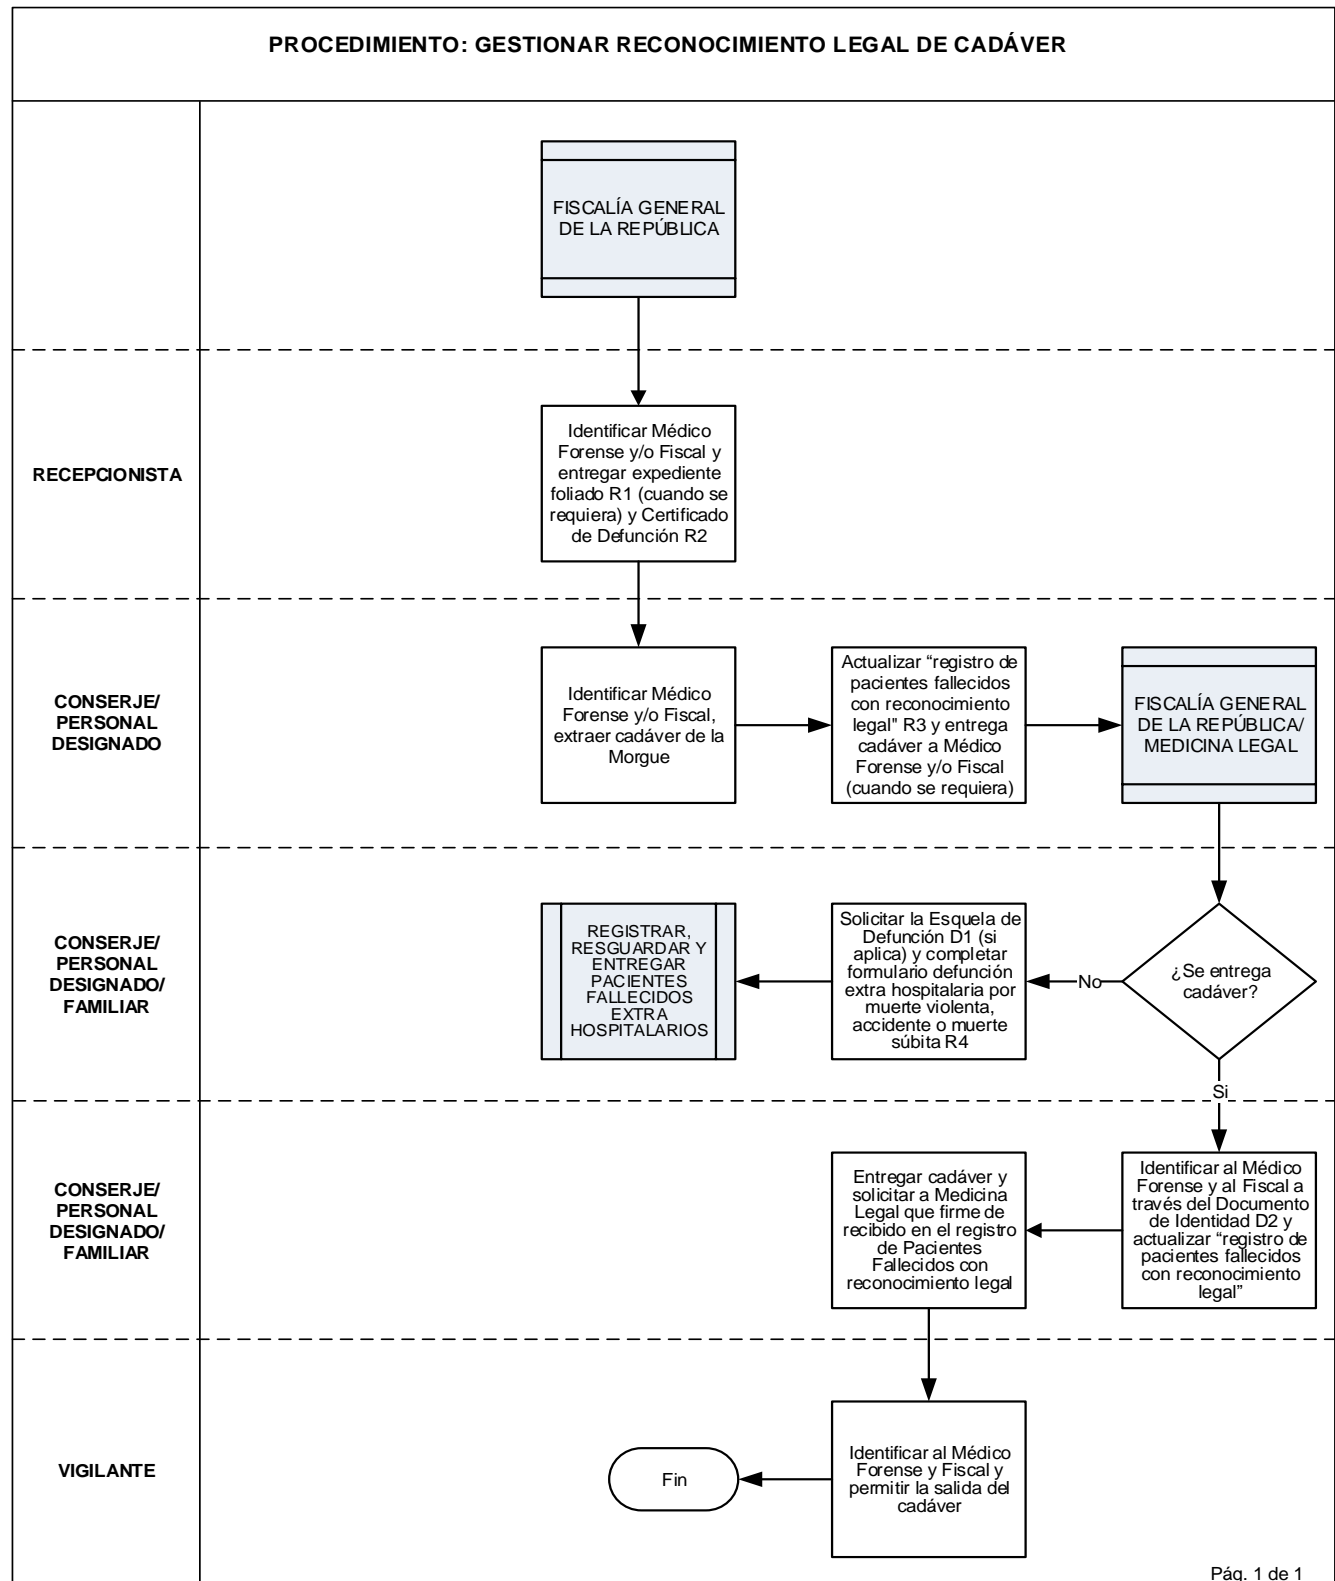 PROCEDIMIENTO: GESTIONAR RECONOCIMIENTO LEGAL DE CADÁVER
FISCALÍA GENERAL
DE LA REPÚBLICA
RECEPCIONISTA
Identificar Médico
Forense y/o Fiscal y
entregar expediente
foliado R1 (cuando se
requiera) y Certificado
de Defunción R2
CONSERJE/
PERSONAL
DESIGNADO
Identificar Médico
Forense y/o Fiscal,
extraer cadáver de la
Morgue
Actualizar “registro de
pacientes fallecidos
con reconocimiento
legal" R3 y entrega
cadáver a Médico
Forense y/o Fiscal
(cuando se requiera)
FISCALÍA GENERAL
DE LA REPÚBLICA/
MEDICINA LEGAL
CONSERJE/
PERSONAL
DESIGNADO/
FAMILIAR
¿Se entrega
cadáver?
No
Solicitar la Esquela de
Defunción D1 (si
aplica) y completar
formulario defunción
extra hospitalaria por
muerte violenta,
accidente o muerte
súbita R4
REGISTRAR,
RESGUARDAR Y
ENTREGAR
PACIENTES
FALLECIDOS
EXTRA
HOSPITALARIOS
Si
CONSERJE/
PERSONAL
DESIGNADO/
FAMILIAR
Identificar al Médico
Forense y al Fiscal a
través del Documento
de Identidad D2 y
actualizar “registro de
pacientes fallecidos
con reconocimiento
legal”
Entregar cadáver y
solicitar a Medicina
Legal que firme de
recibido en el registro
de Pacientes
Fallecidos con
reconocimiento legal
VIGILANTE
Identificar al Médico
Forense y Fiscal y
permitir la salida del
cadáver
Fin
Pág. 1 de 1